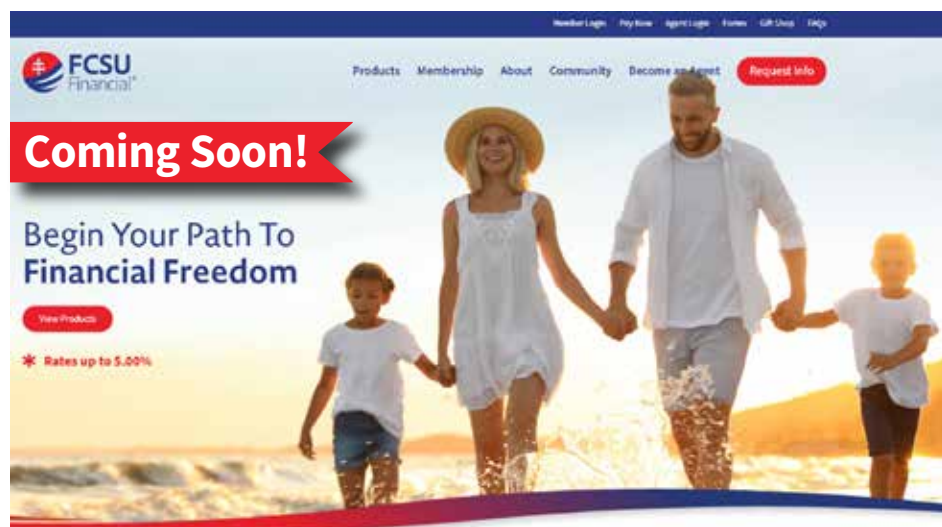 Member Login Pay Now Agent Login Forms Gift Shop FAQs
FCSU
Financial®
Products Membership About Community Become an Agent Request Info
Coming Soon!
Begin Your Path To
Financial Freedom
View Products
* Rates up to 5.00%